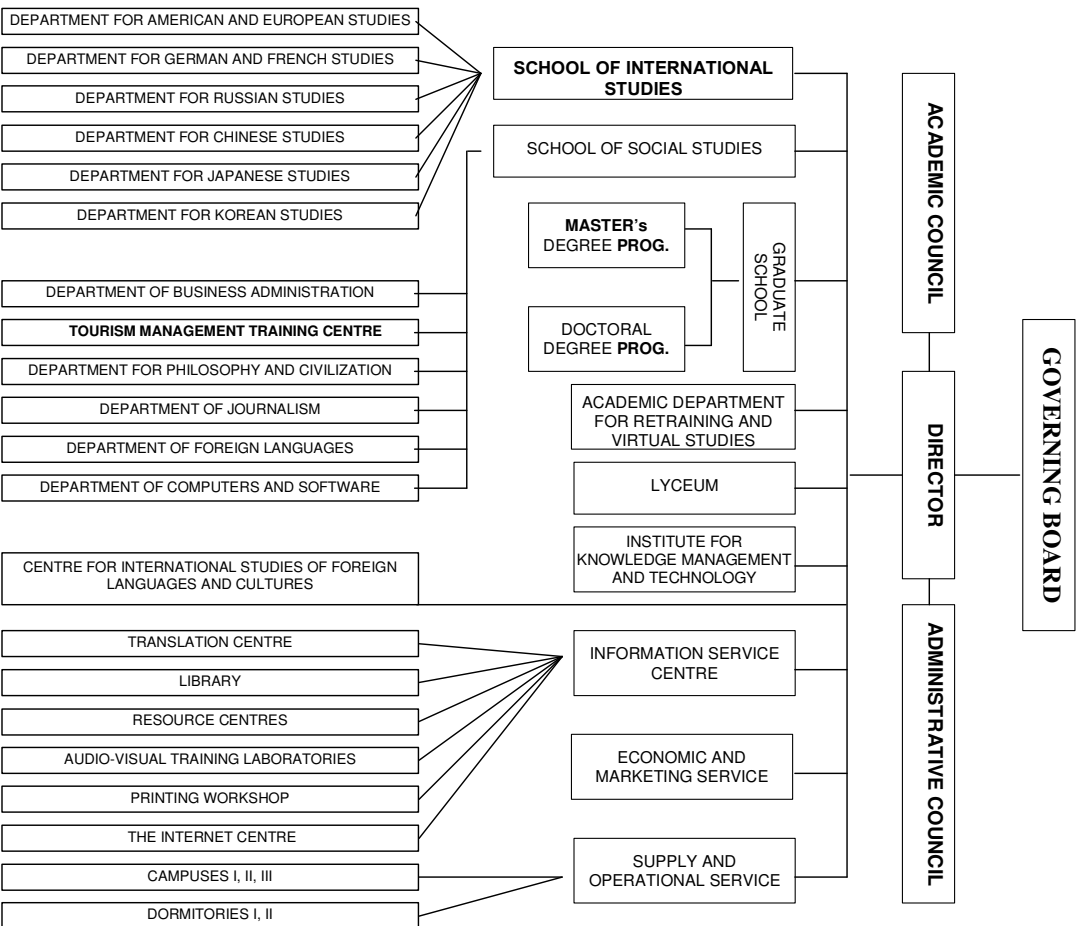 DEPARTMENT FOR AMERICAN AND EUROPEAN STUDIES
DEPARTMENT FOR GERMAN AND FRENCH STUDIES
DEPARTMENT FOR RUSSIAN STUDIES
DEPARTMENT FOR CHINESE STUDIES
DEPARTMENT FOR JAPANESE STUDIES
DEPARTMENT FOR KOREAN STUDIES
DEPARTMENT OF BUSINESS ADMINISTRATION
TOURISM MANAGEMENT TRAINING CENTRE
DEPARTMENT FOR PHILOSOPHY AND CIVILIZATION
DEPARTMENT OF JOURNALISM
DEPARTMENT OF FOREIGN LANGUAGES
DEPARTMENT OF COMPUTERS AND SOFTWARE
CENTRE FOR INTERNATIONAL STUDIES OF FOREIGN
LANGUAGES AND CULTURES
TRANSLATION CENTRE
LIBRARY
RESOURCE CENTRES
AUDIO-VISUAL TRAINING LABORATORIES
PRINTING WORKSHOP
THE INTERNET CENTRE
CAMPUSES I, II, III
DORMITORIES I, II
SCHOOL OF INTERNATIONAL
STUDIES
SCHOOL OF SOCIAL STUDIES
MASTER's
DEGREE PROG.
DOCTORAL
DEGREE PROG.
GRADUATE
SCHOOL
ACADEMIC DEPARTMENT
FOR RETRAINING AND
VIRTUAL STUDIES
LYCEUM
INSTITUTE FOR
KNOWLEDGE MANAGEMENT
AND TECHNOLOGY
INFORMATION SERVICE
CENTRE
ECONOMIC AND
MARKETING SERVICE
SUPPLY AND
OPERATIONAL SERVICE
ACADEMIC COUNCIL
DIRECTOR
ADMINISTRATIVE COUNCIL
GOVERNING BOARD